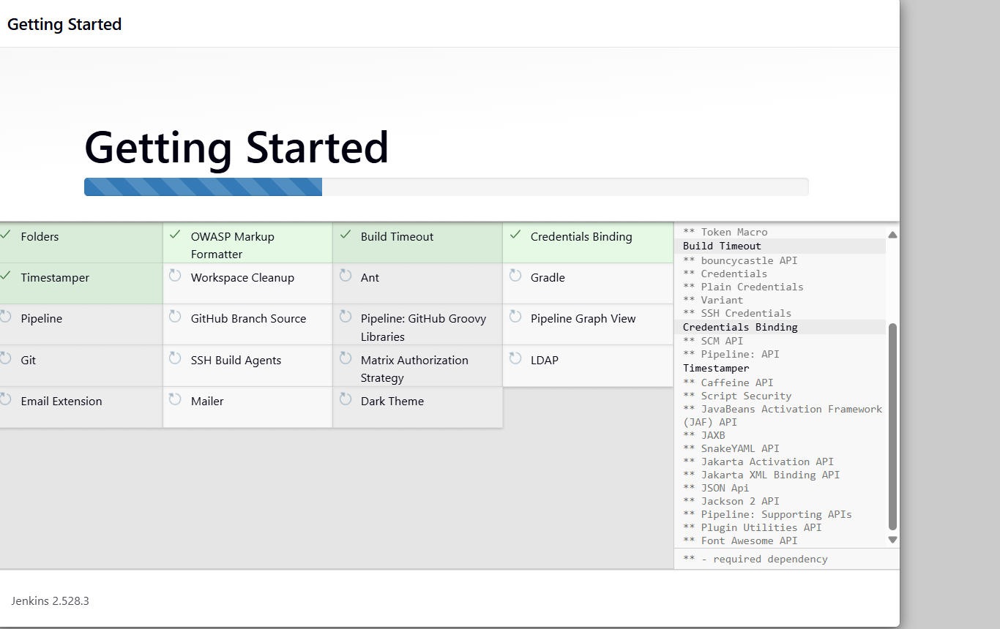 Getting Started
Getting Started
Folders
OWASP Markup
Formatter
Build Timeout
Credentials Binding
Timestamper
Workspace Cleanup
Ant
Gradle
Pipeline
GitHub Branch Source
Pipeline: GitHub Groovy
Libraries
Pipeline Graph View
Git
SSH Build Agents
Matrix Authorization
Strategy
LDAP
Email Extension
Mailer
Dark Theme
** Token Macro
Build Timeout
** bouncycastle API
** Credentials
** Plain Credentials
** Variant
** SSH Credentials
Credentials Binding
** SCM API
** Pipeline: API
Timestamper
** Caffeine API
** Script Security
** JavaBeans Activation Framework
(JAF) API
** JAXB
** SnakeYAML API
** Jakarta Activation API
** Jakarta XML Binding API
** JSON Api
** Jackson 2 API
** Pipeline: Supporting APIs
** Plugin Utilities API
** Font Awesome API
** - required dependency
Jenkins 2.528.3